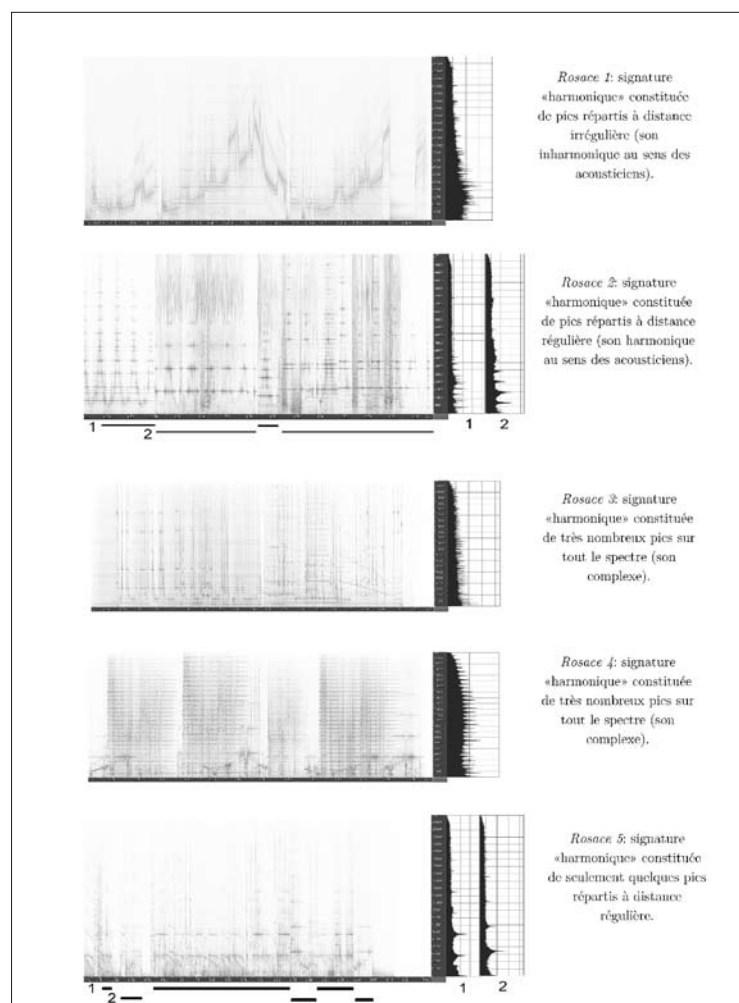 Rosace 1: signature
«harmonique» constituée
de pics répartis à distance
irrégulière (son
inharmonique au sens des
acousticiens).
Rosace 2: signature
«harmonique» constituée
de pics répartis à distance
régulière (son harmonique
au sens des acousticiens).
1
2
1
2
Rosace 3: signature
«harmonique» constituée
de très nombreux pics sur
tout le spectre (son
complexe).
Rosace 4: signature
«harmonique» constituée
de très nombreux pics sur
tout le spectre (son
complexe).
Rosace 5: signature
«harmonique» constituée
de seulement quelques pics
répartis à distance
régulière.
1
2
1
2